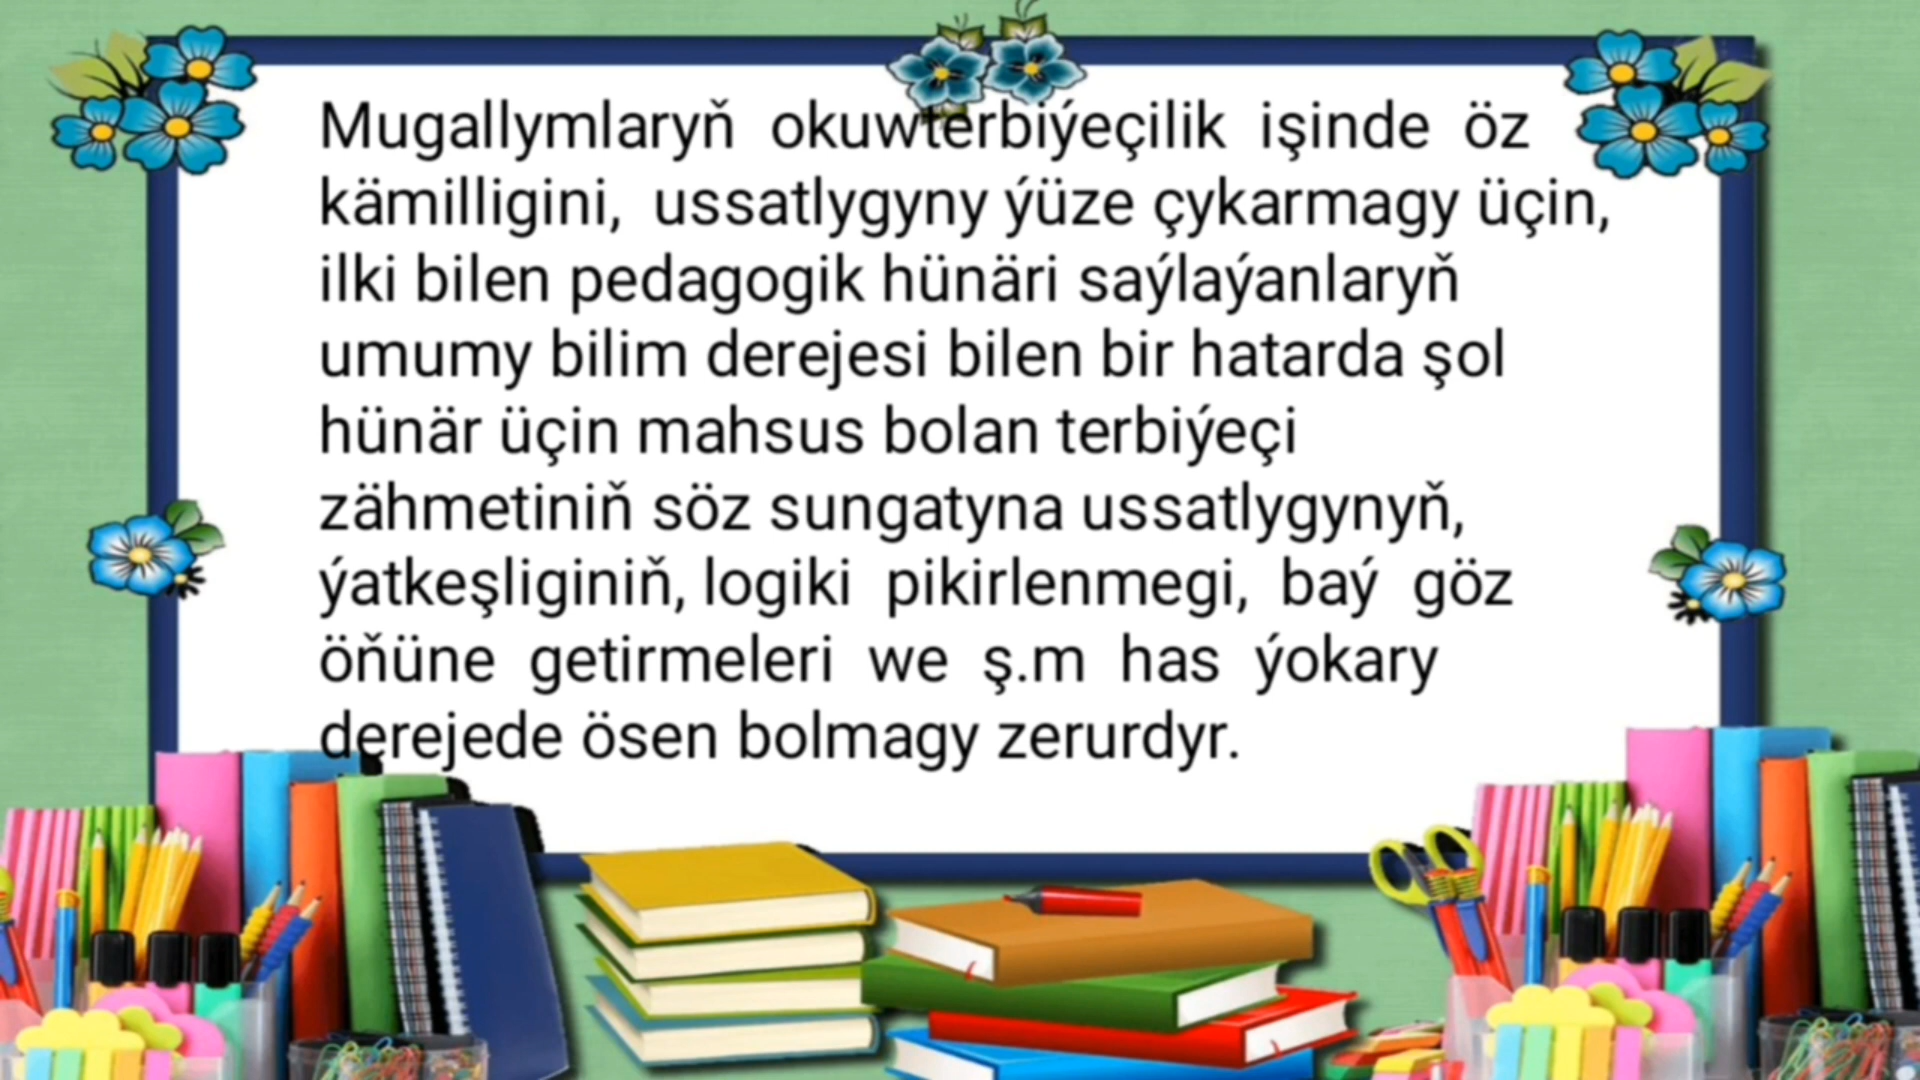 Mugallymlaryň okuwterbiýeçilik işinde öz
kämilligini, ussatlygyny ýüze çykarmagy üçin,
ilki bilen pedagogik hünäri saýlaýanlaryň
umumy bilim derejesi bilen bir hatarda şol
hünär üçin mahsus bolan terbiýeçi
zähmetiniň söz sungatyna ussatlygynyň,
ýatkeşliginiň, logiki pikirlenmegi, baý göz
öňüne getirmeleri we ş.m has ýokary
derejede ösen bolmagy zerurdyr.